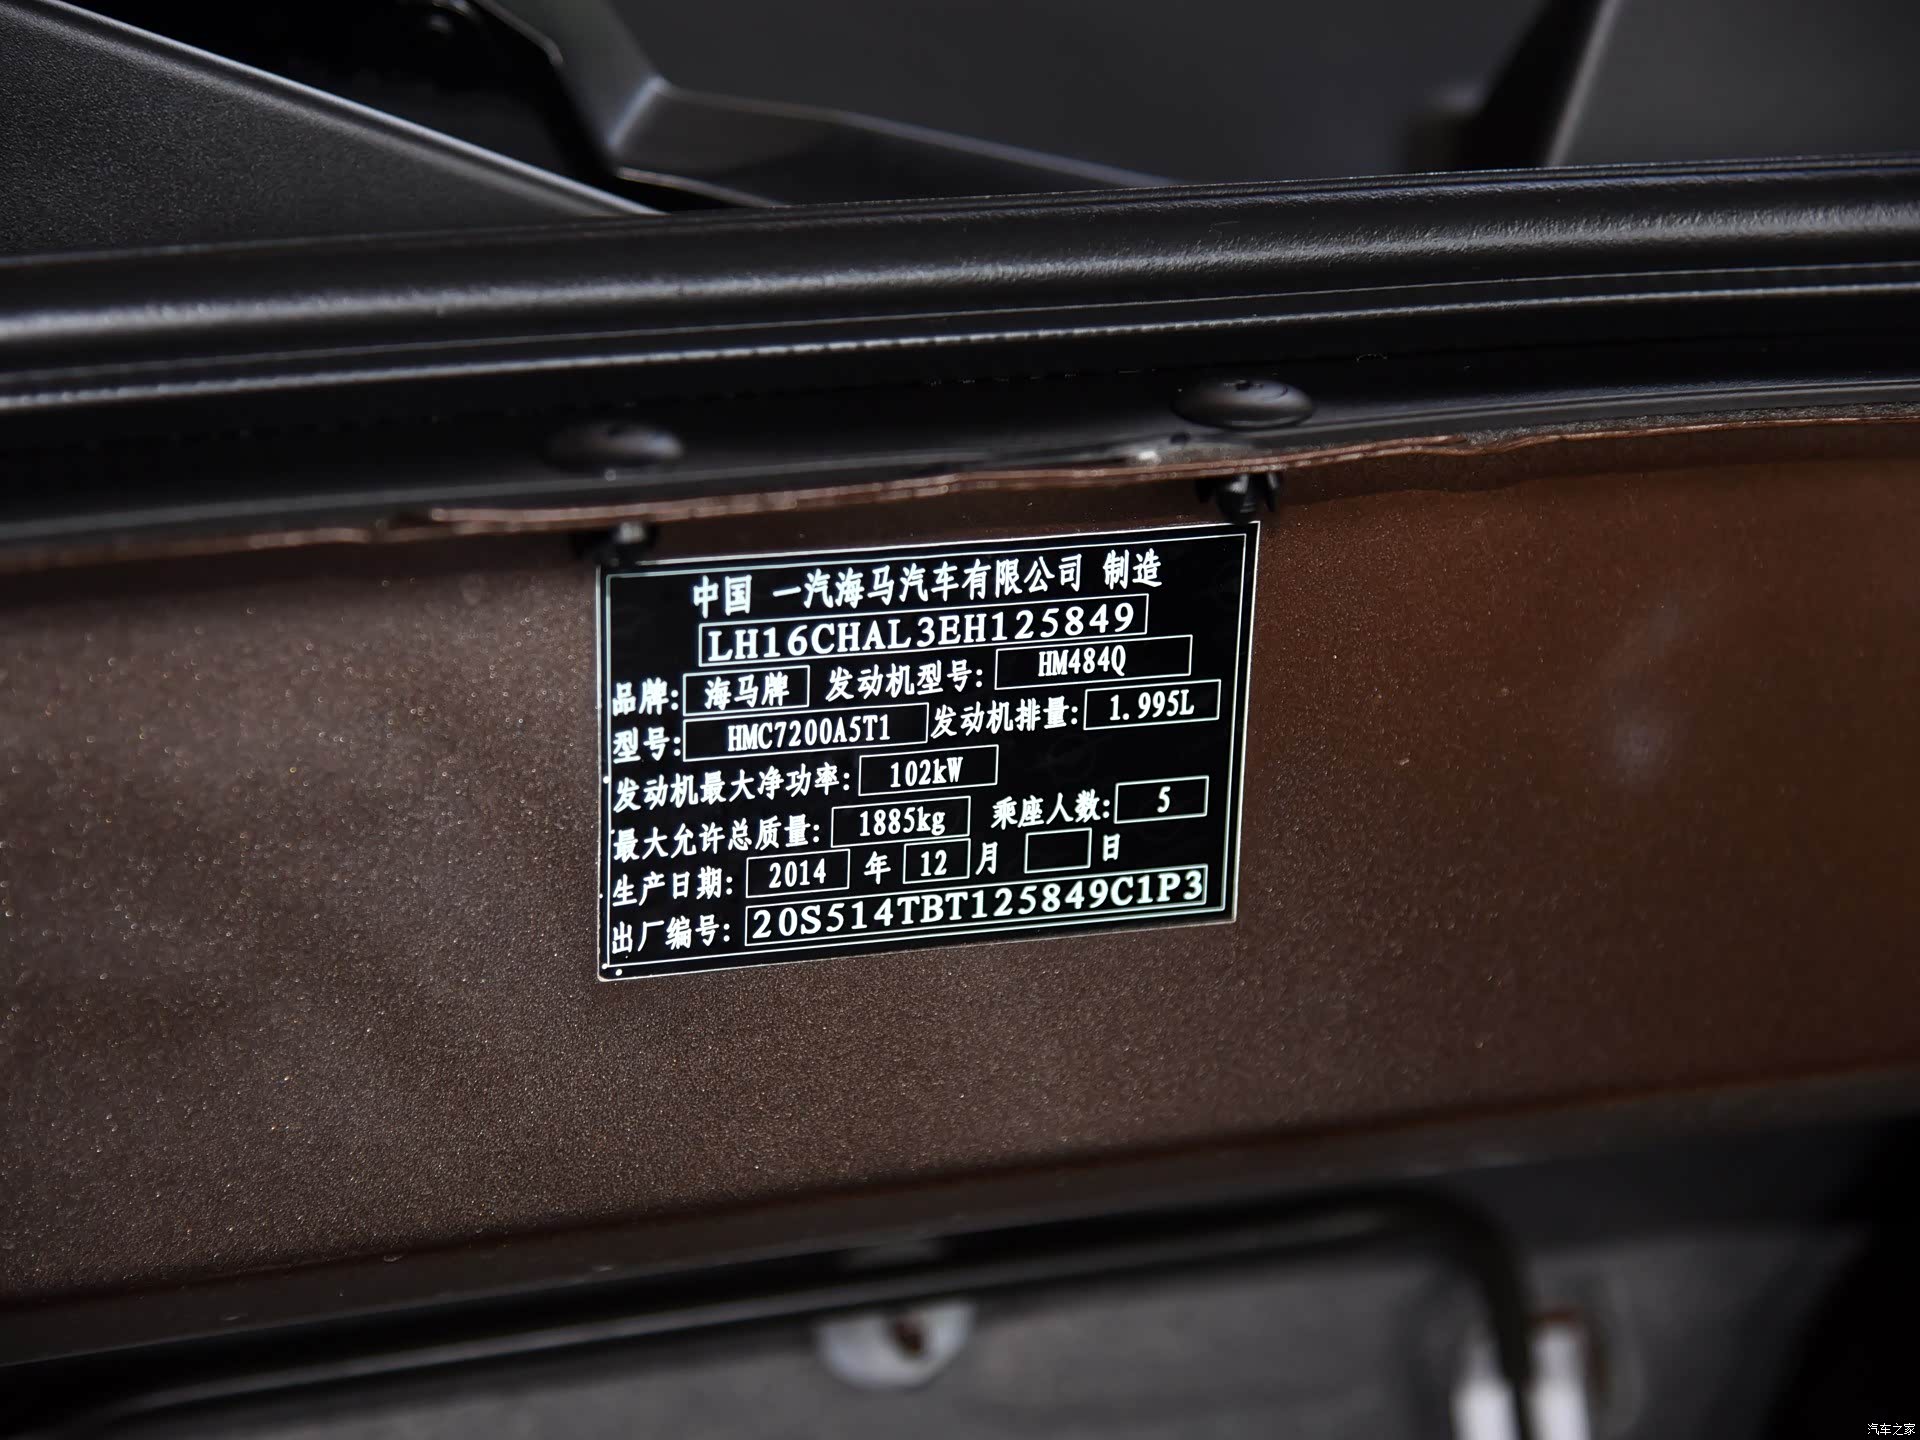 中国 一汽海马汽车有限公司 制造
LH16CHAL3EH125849
品牌: 海马牌 发动机型号: HM484Q
型号: HMC7200A5T1 发动机排量: 1.995L
发动机最大净功率: 102kW
最大允许总质量: 1885kg 乘座人数: 5
生产日期: 2014 年 12 月 日
出厂编号: 20S514TBT125849C1P3
汽车之家